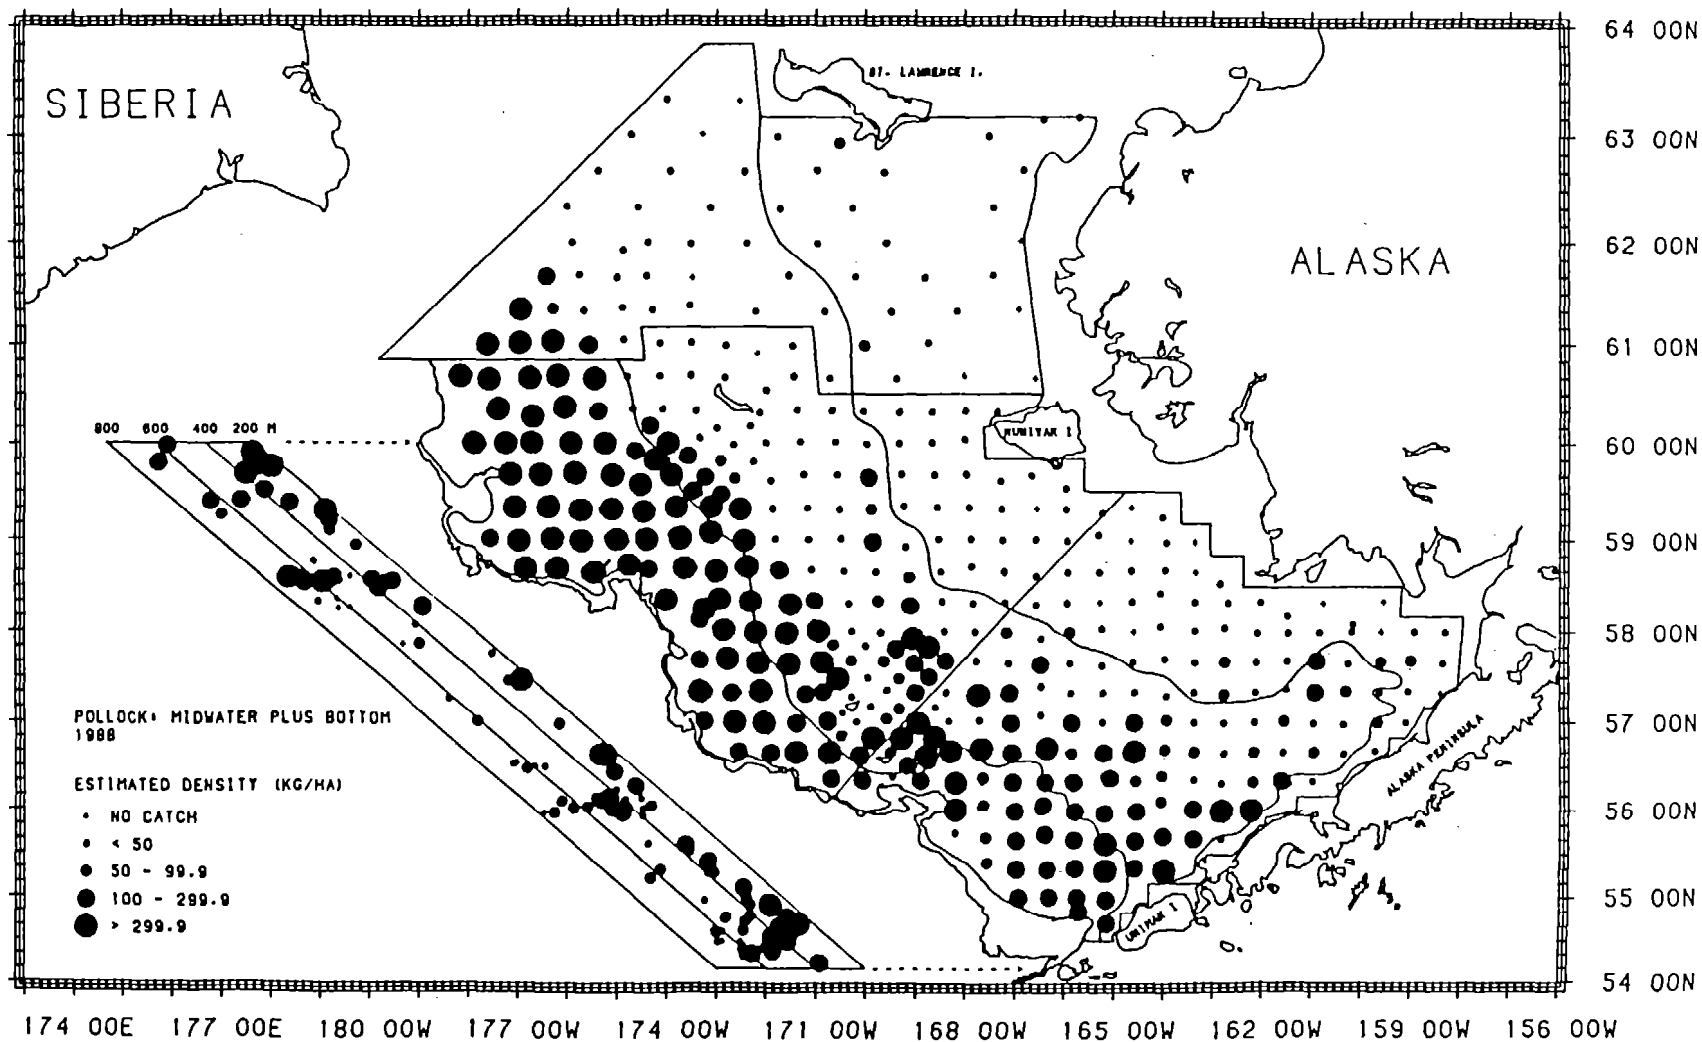 64 00N
ST. LAWRENCE I.
SIBERIA
63 00N
62 00N
ALASKA
61 00N
800 600 400 200 M
NUNIVAK I
60 00N
59 00N
58 00N
POLLOCK: MIDWATER PLUS BOTTOM
1988
57 00N
ALASKA PENINSULA
ESTIMATED DENSITY (KG/HA)
NO CATCH
56 00N
< 50
50 - 99.9
100 - 299.9
55 00N
> 299.9
UNIMAK I
54 00N
174 00E 177 00E 180 00W 177 00W 174 00W 171 00W 168 00W 165 00W 162 00W 159 00W 156 00W